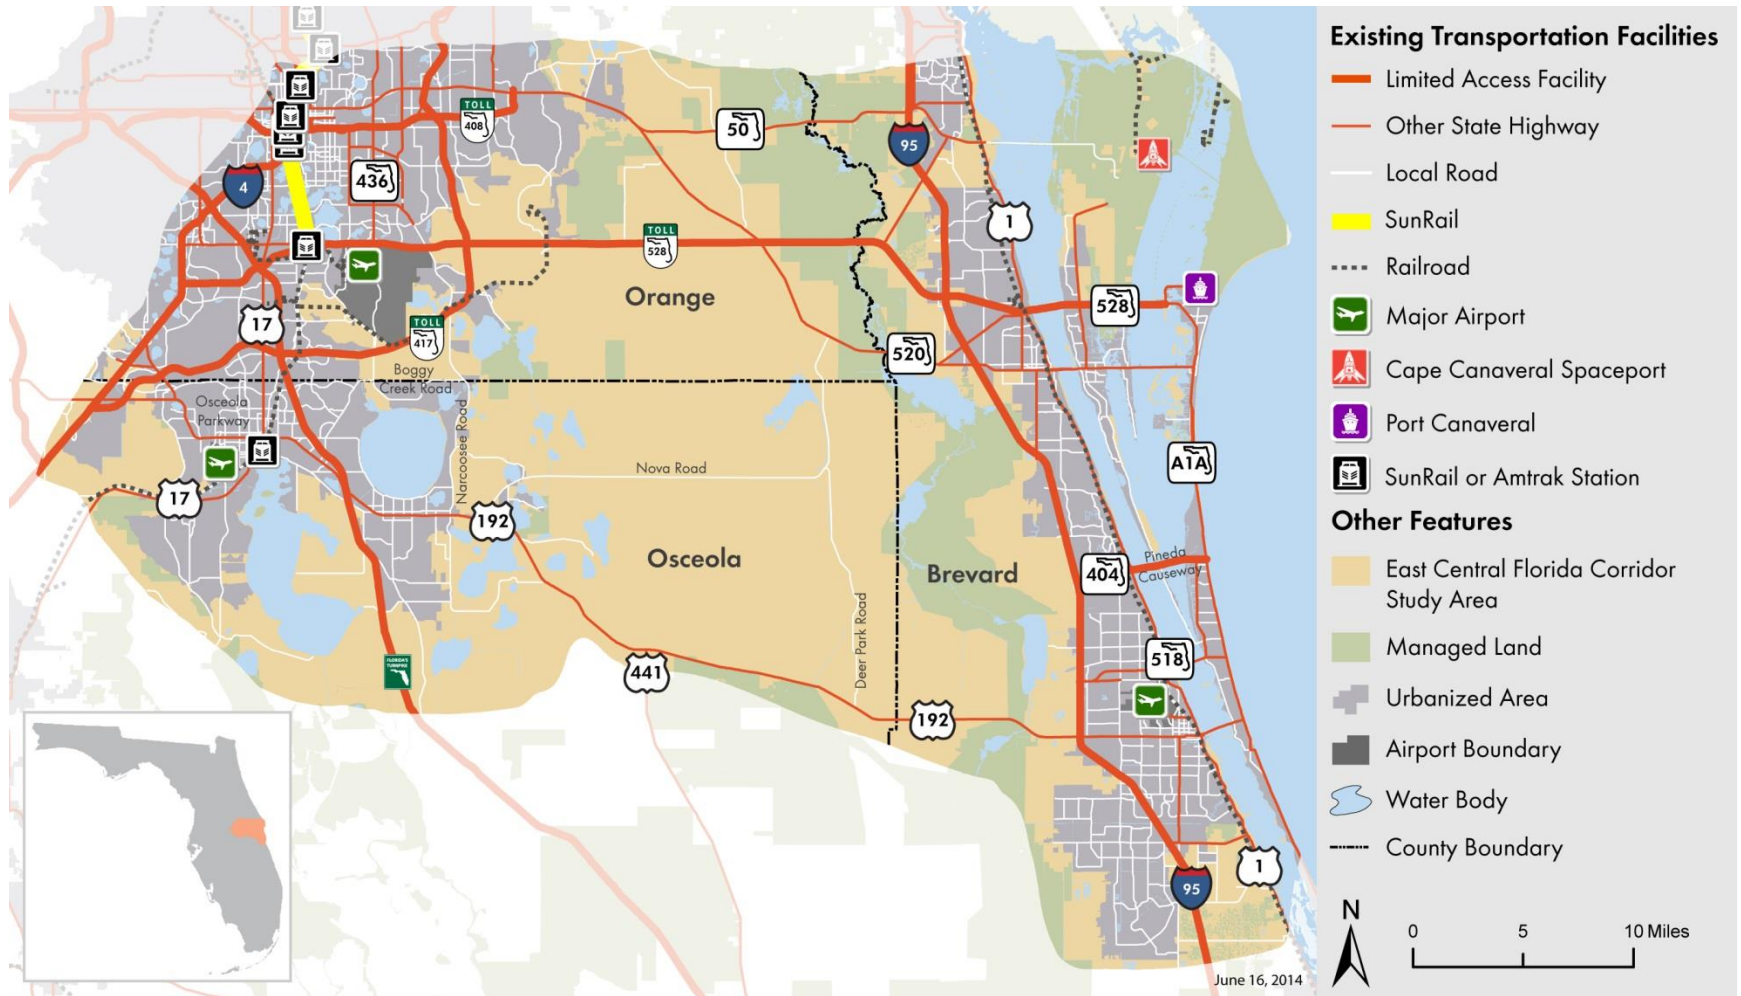 TOLL
408
50
95
4
436
1
17
TOLL
528
Orange
528
TOLL
417
520
Boggy
Creek Road
Osceola
Parkway
Narcoosee Road
Nova Road
A1A
17
192
Osceola
Brevard
404
Pineda
Causeway
Deer Park Road
518
FLORIDA'S
TURNPIKE
441
192
1
95
June 16, 2014
Existing Transportation Facilities
Limited Access Facility
Other State Highway
Local Road
SunRail
Railroad
Major Airport
Cape Canaveral Spaceport
Port Canaveral
SunRail or Amtrak Station
Other Features
East Central Florida Corridor
Study Area
Managed Land
Urbanized Area
Airport Boundary
Water Body
County Boundary
N
0 5 10 Miles